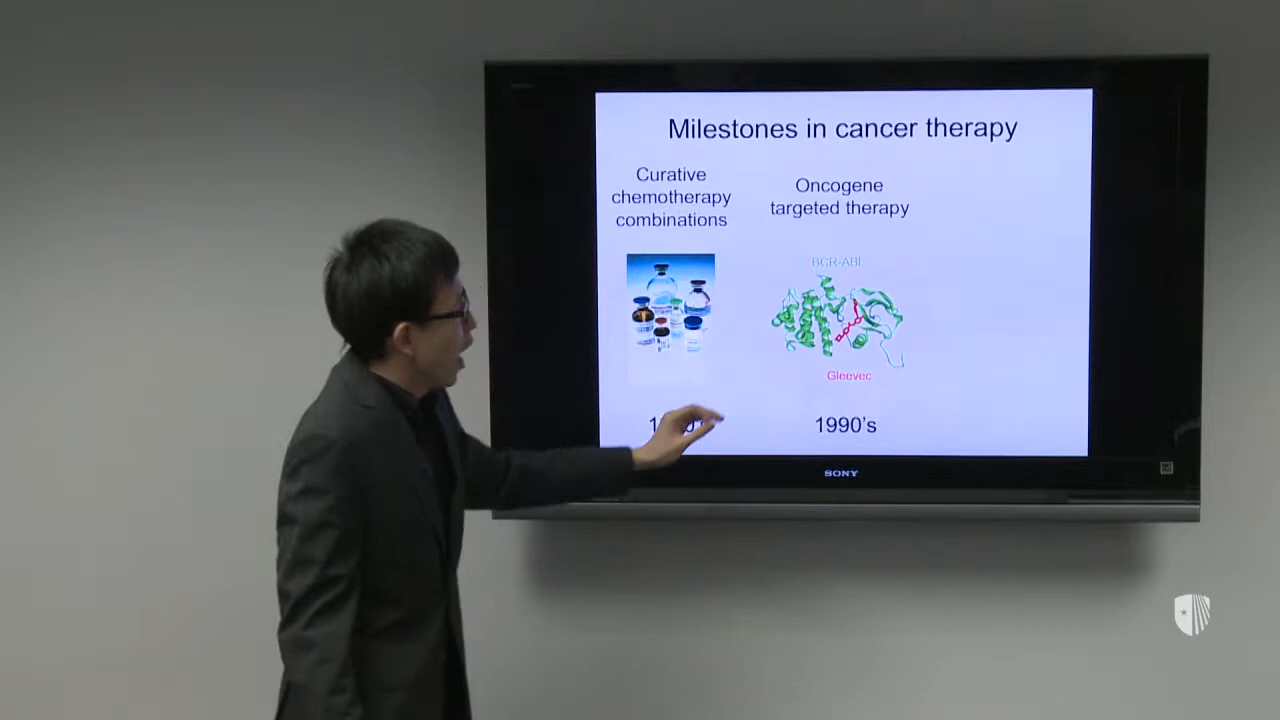 Milestones in cancer therapy
Curative
chemotherapy
combinations
Oncogene
targeted therapy
BCR-ABL
Gleevec
1990's
SONY